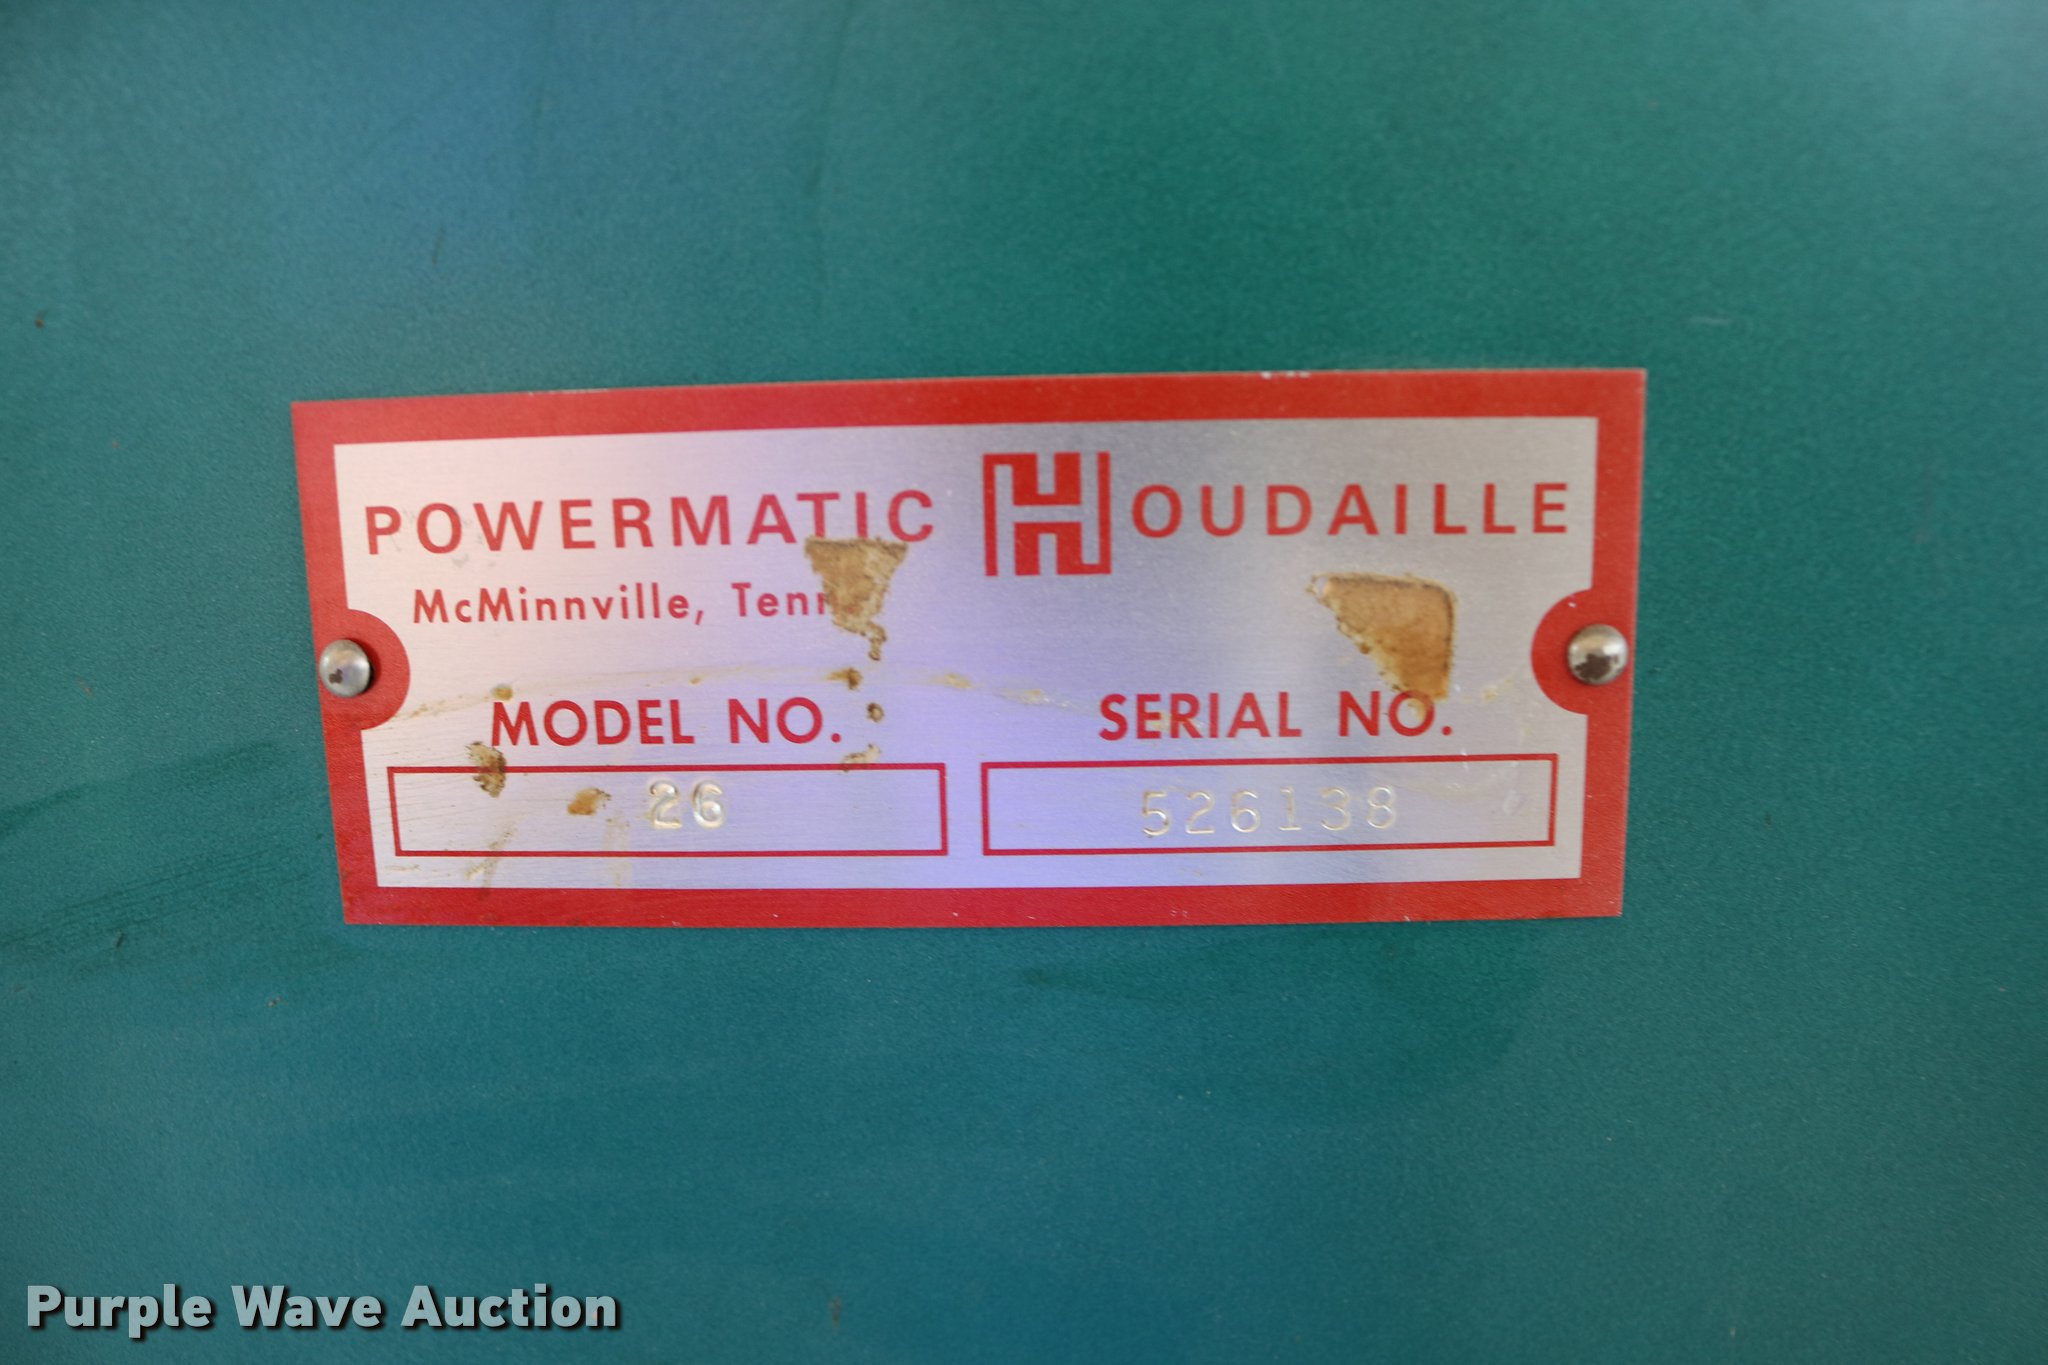 POWERMATIC HOUDAILLE
McMinnville, Tenn
MODEL NO. SERIAL NO.
26 526138
Purple Wave Auction